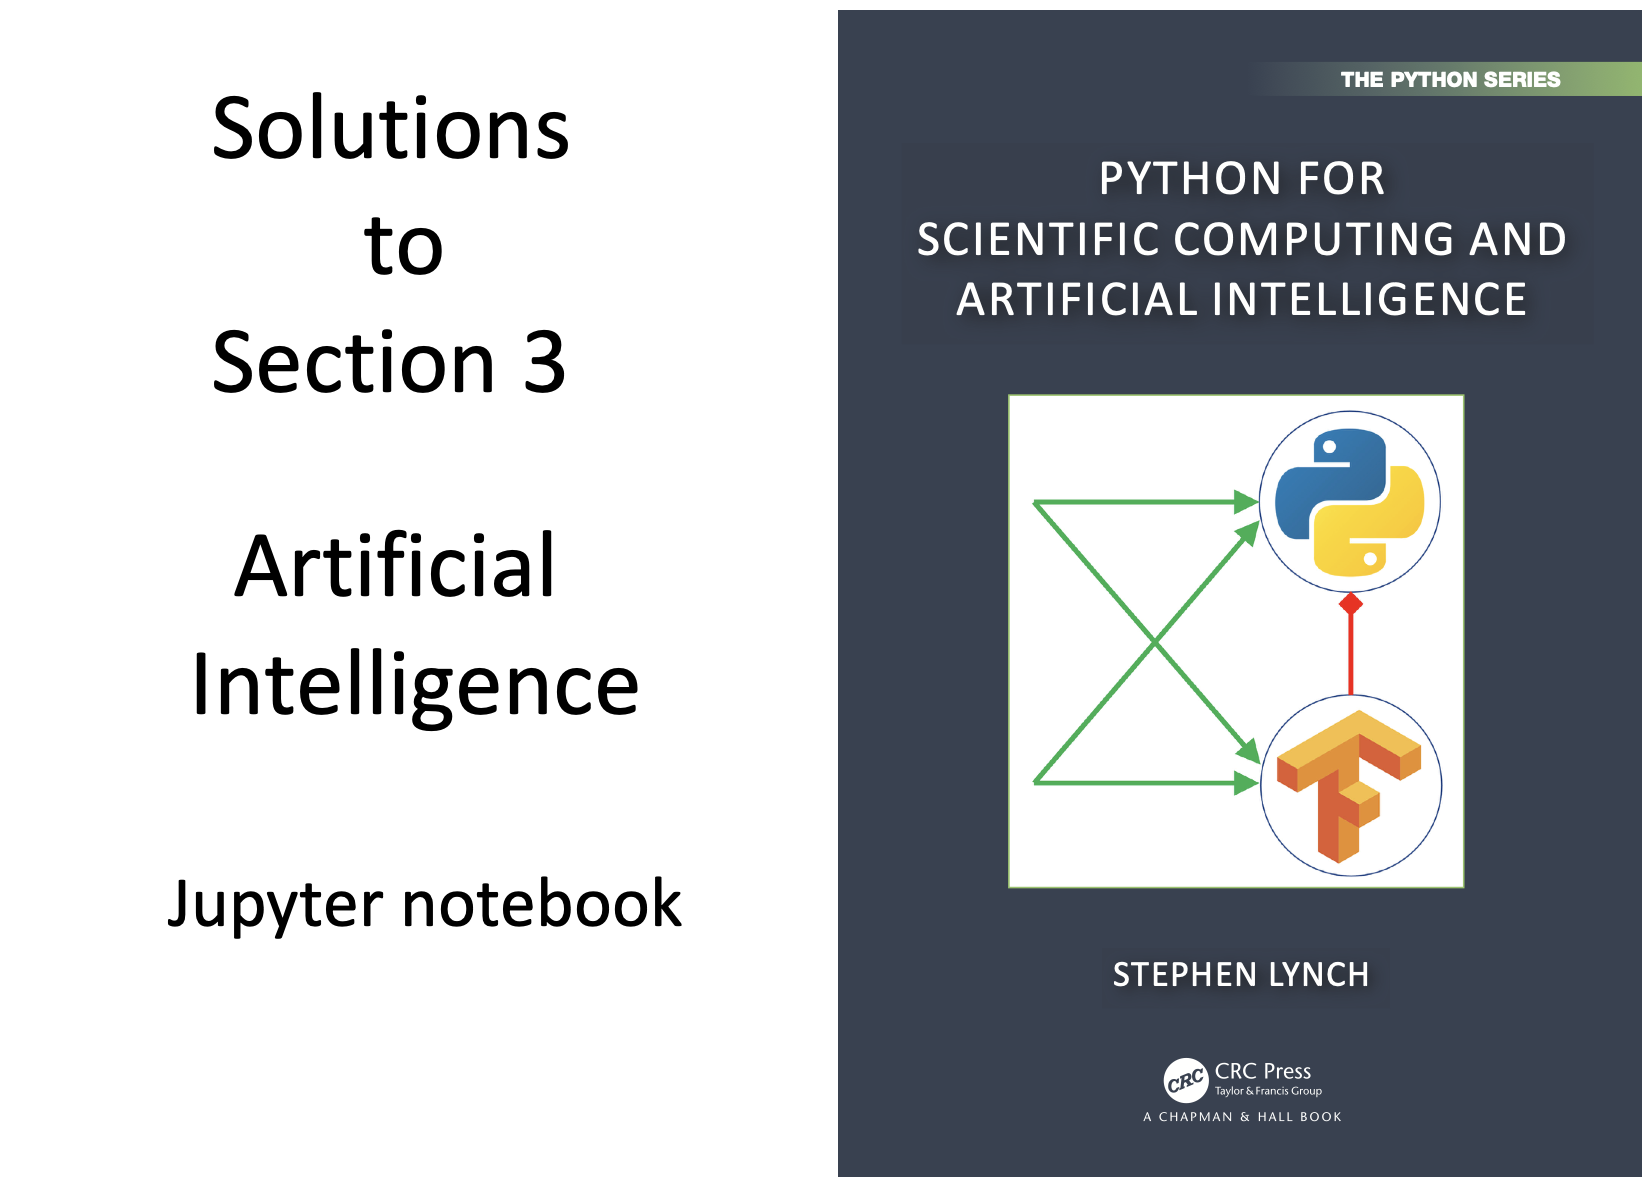 Solutions
to
Section 3
Artificial
Intelligence
Jupyter notebook
THE PYTHON SERIES
PYTHON FOR
SCIENTIFIC COMPUTING AND
ARTIFICIAL INTELLIGENCE
STEPHEN LYNCH
CRC
CRC Press
Taylor & Francis Group
A CHAPMAN & HALL BOOK